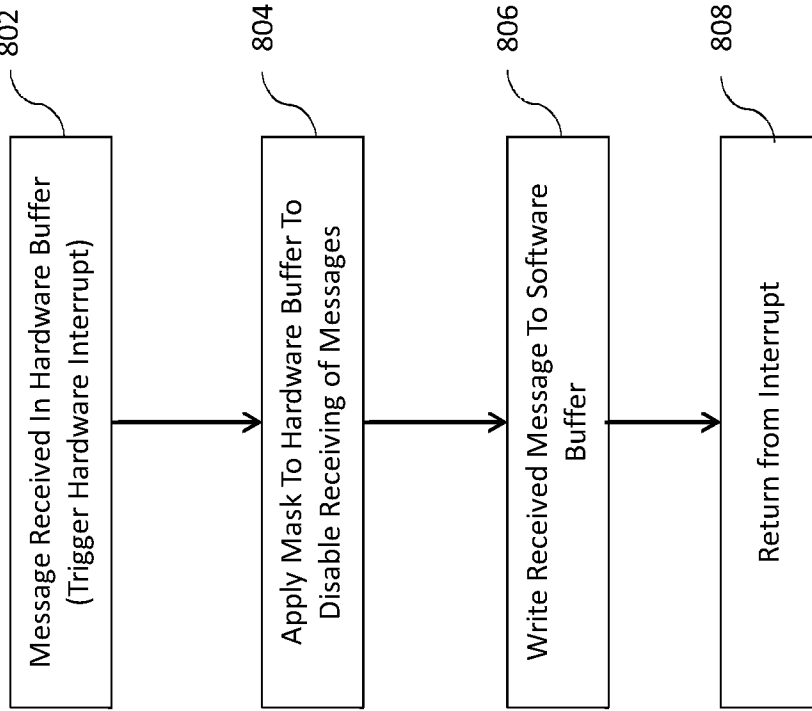 802
Message Received In Hardware Buffer
(Trigger Hardware Interrupt)
804
Apply Mask To Hardware Buffer To
Disable Receiving of Messages
806
Write Received Message To Software
Buffer
808
Return from Interrupt